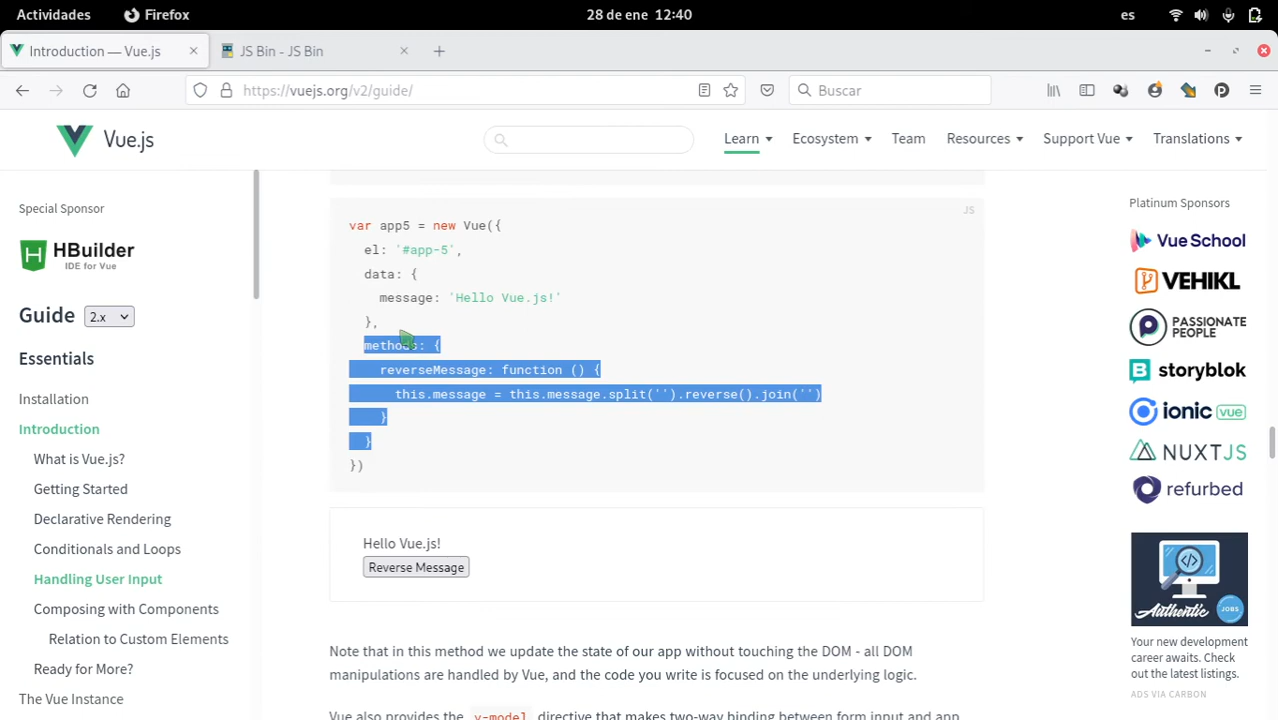 Actividades Firefox 28 de ene 12:40 es
Introduction — Vue.js JS Bin - JS Bin
https://vuejs.org/v2/guide/ Buscar
Vue.js Learn Ecosystem Team Resources Support Vue Translations
Special Sponsor
HBuilder
IDE for Vue
Guide 2.x
Essentials
Installation
Introduction
What is Vue.js?
Getting Started
Declarative Rendering
Conditionals and Loops
Handling User Input
Composing with Components
Relation to Custom Elements
Ready for More?
The Vue Instance
JS
var app5 = new Vue({
el: '#app-5',
data: {
message: 'Hello Vue.js!'
},
methods: {
reverseMessage: function () {
this.message = this.message.split('').reverse().join('')
}
}
})
Hello Vue.js!
Reverse Message
Note that in this method we update the state of our app without touching the DOM - all DOM
manipulations are handled by Vue, and the code you write is focused on the underlying logic.
Vue also provides the v-model directive that makes two-way binding between form input and app
Platinum Sponsors
Vue School
VEHIKL
PASSIONATE
PEOPLE
storyblok
ionic vue
NUXTJS
refurbed
Authentic
JOBS
Your new development
career awaits. Check
out the latest listings.
ADS VIA CARBON